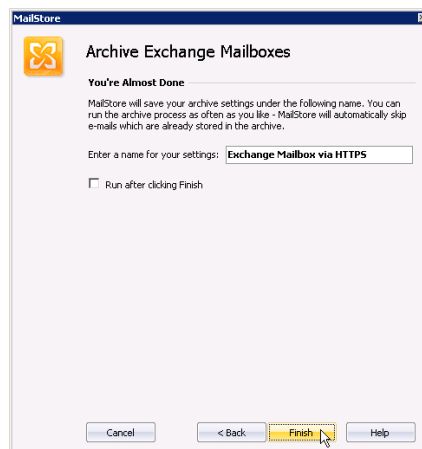 MailStore
Archive Exchange Mailboxes
You're Almost Done
MailStore will save your archive settings under the following name. You can
run the archive process as often as you like - MailStore will automatically skip
e-mails which are already stored in the archive.
Enter a name for your settings: Exchange Mailbox via HTTPS
Run after clicking Finish
Cancel < Back Finish Help